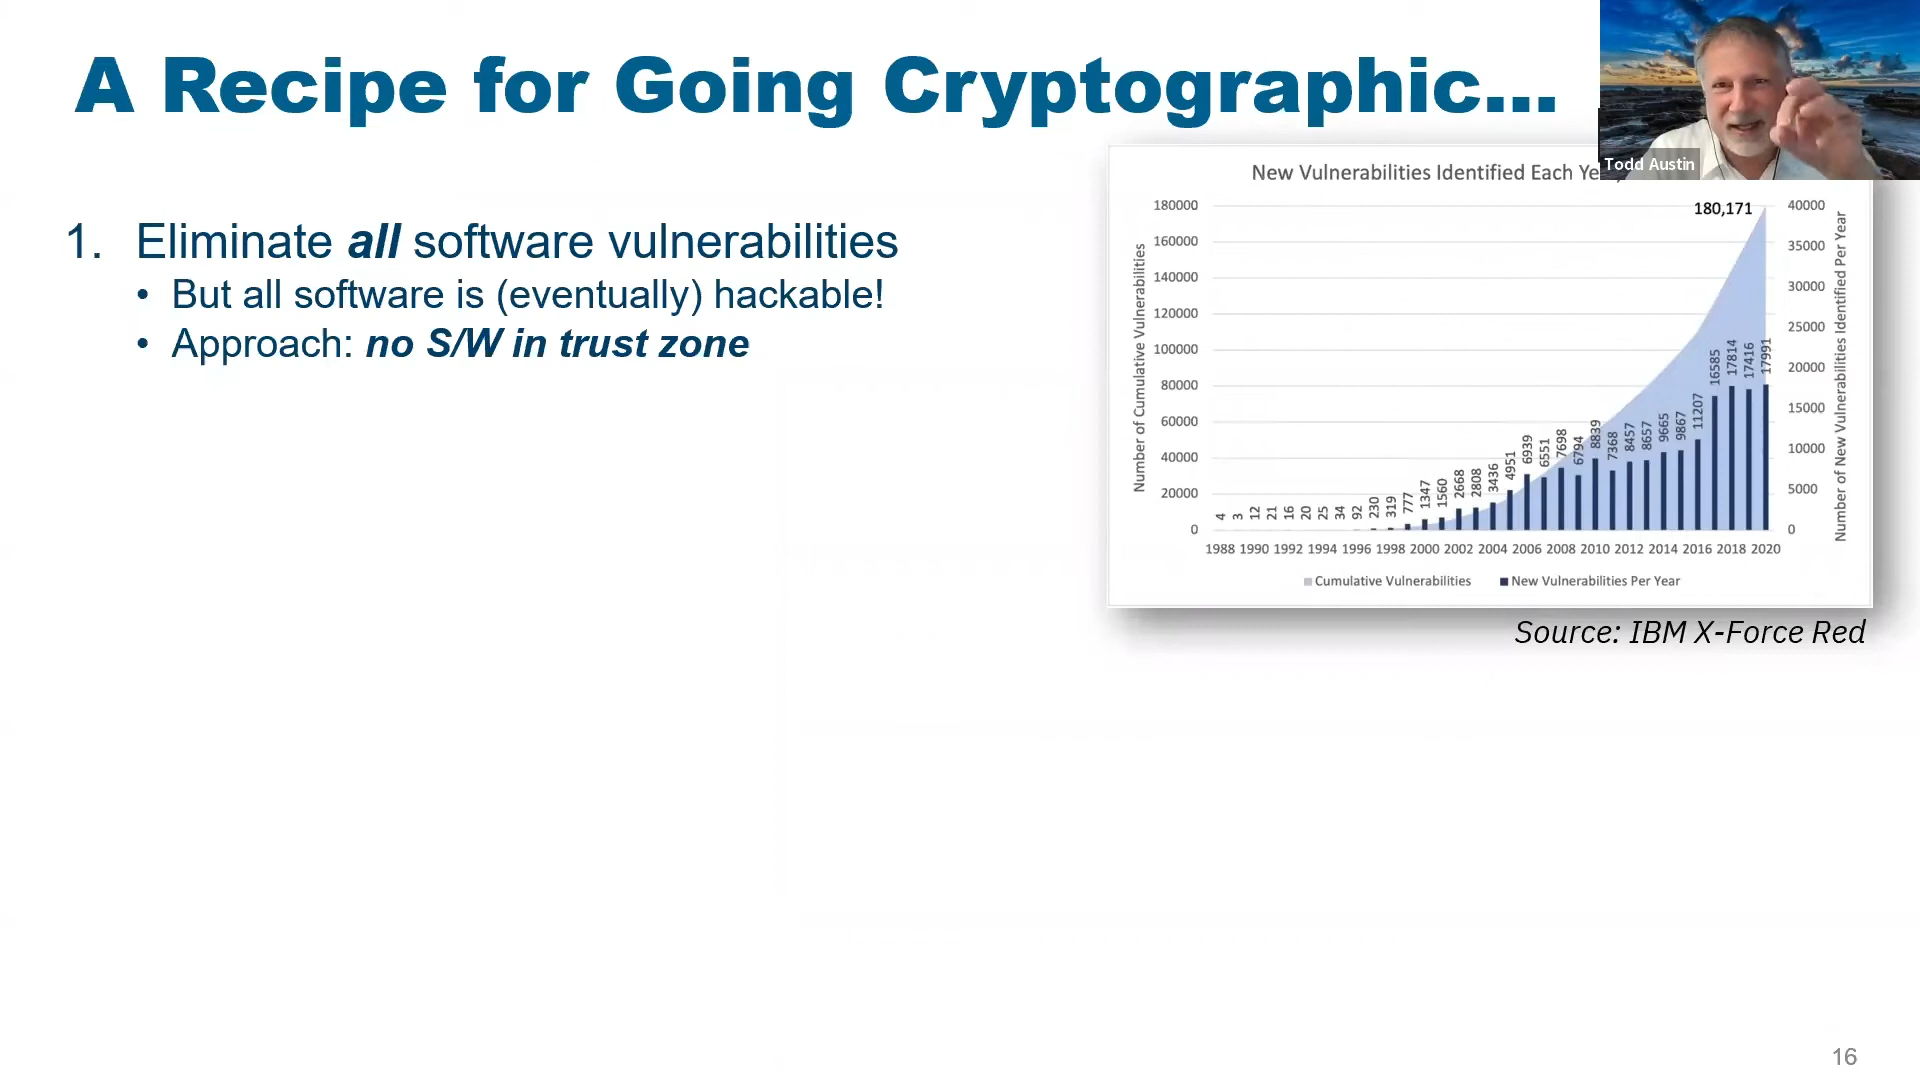 A Recipe for Going Cryptographic...
Todd Austin
1. Eliminate all software vulnerabilities
• But all software is (eventually) hackable!
• Approach: no S/W in trust zone
New Vulnerabilities Identified Each
180,171
Number of Cumulative Vulnerabilities
180000
160000
140000
120000
100000
80000
60000
40000
20000
0
4 3 12 21 16 20 25 34 92 230 319 777 1347 1560 2668 2808 3436 4951 6939 6551 7698 6794 8839 7368 8457 8657 9665 9867 11207 16585 17814 17416 17991
40000
35000
30000
25000
20000
15000
10000
5000
0
Number of New Vulnerabilities Identified Per Year
1988 1990 1992 1994 1996 1998 2000 2002 2004 2006 2008 2010 2012 2014 2016 2018 2020
Cumulative Vulnerabilities New Vulnerabilities Per Year
Source: IBM X-Force Red
16